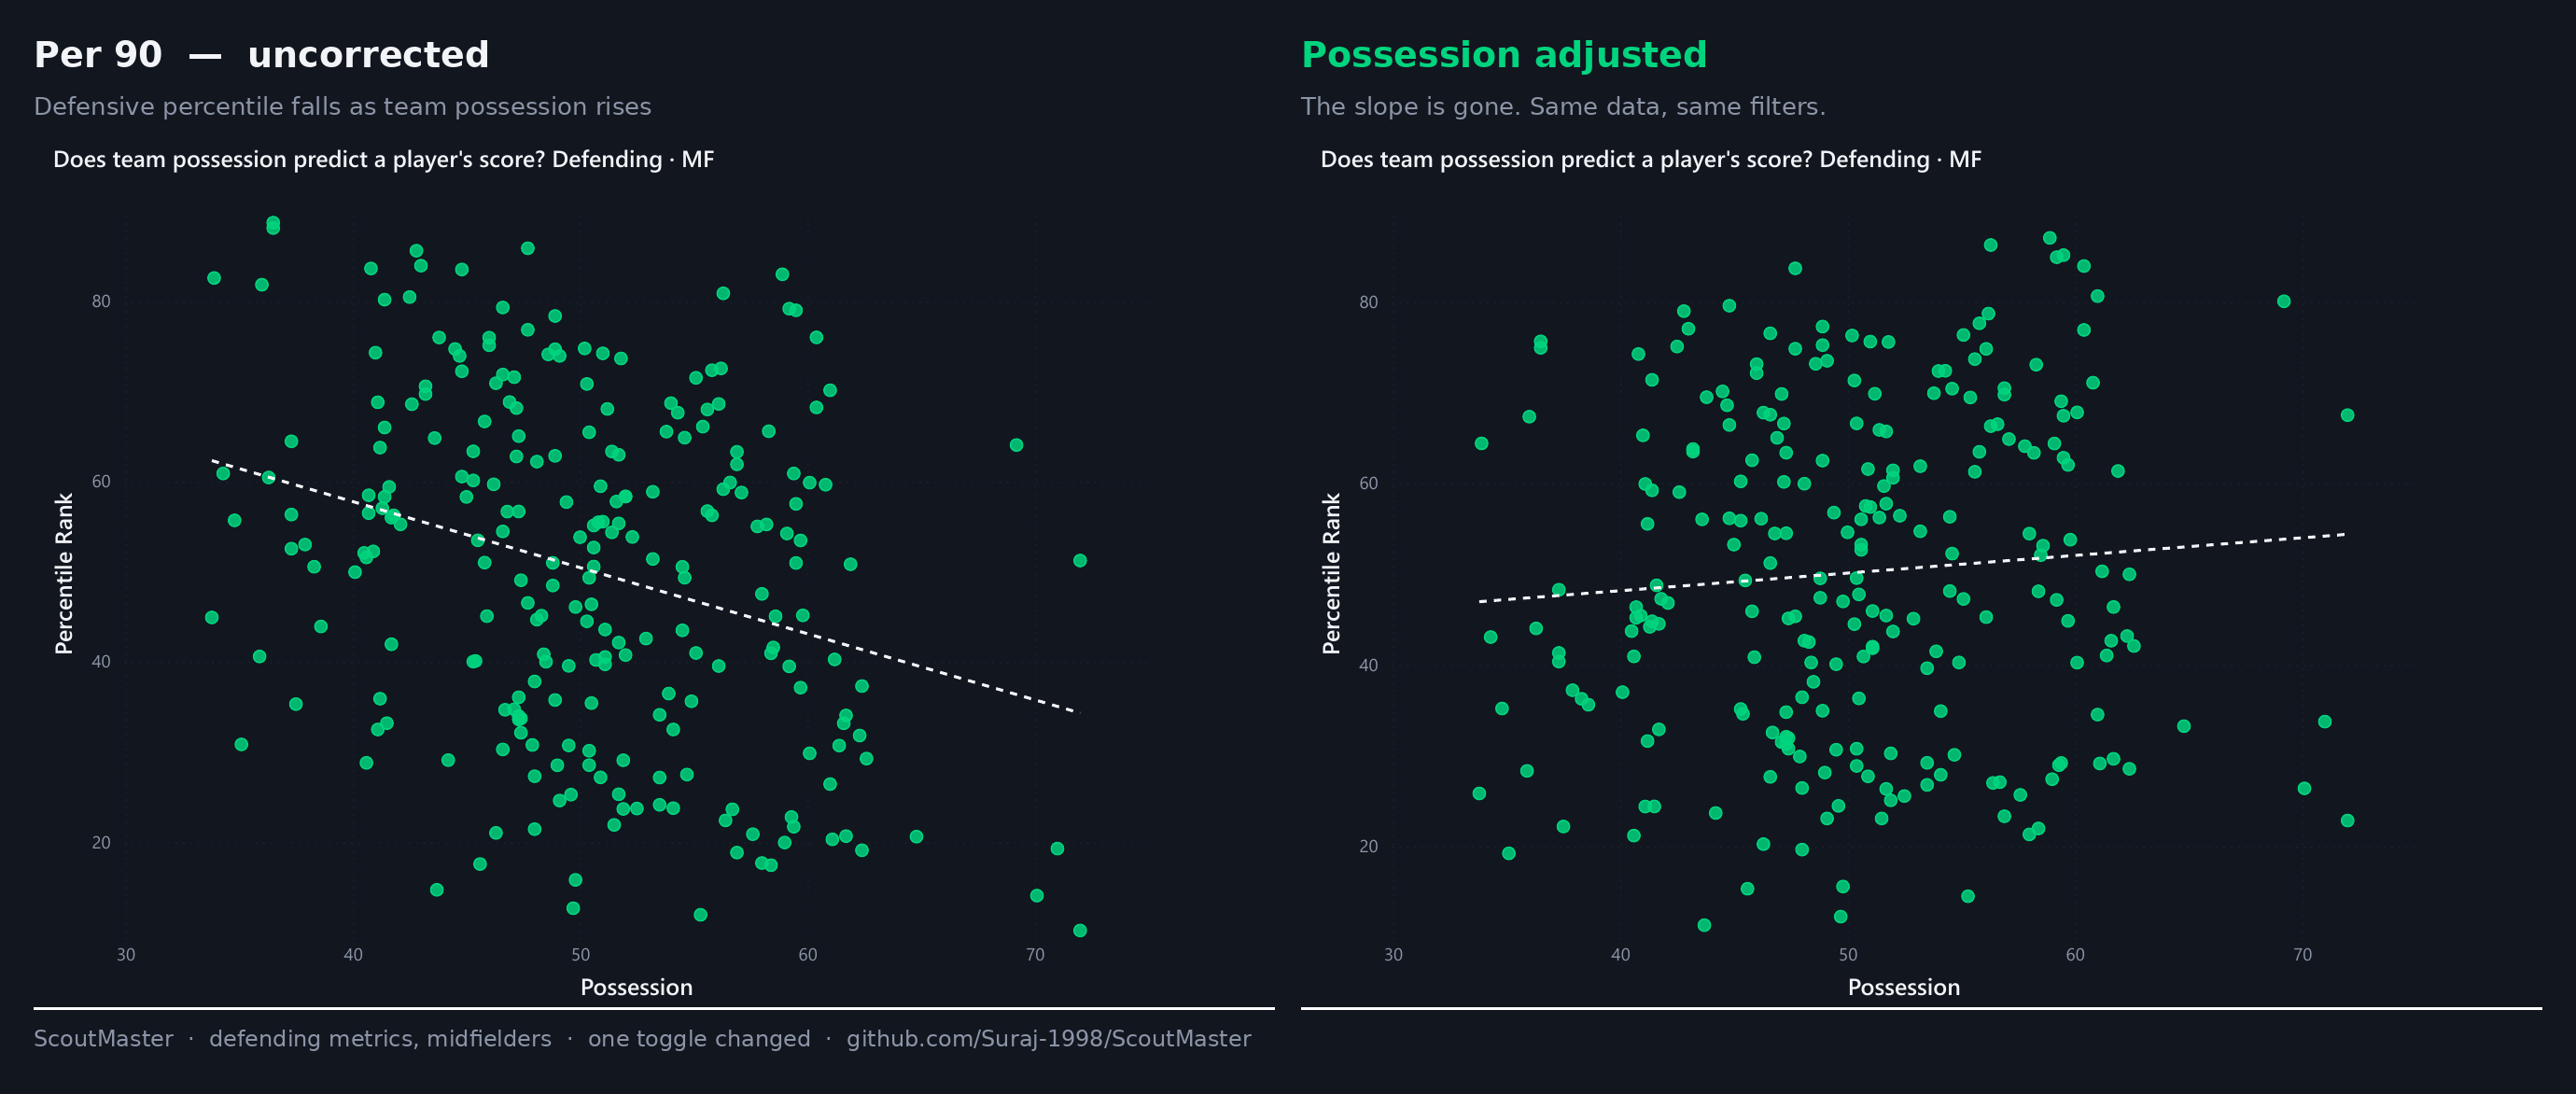 Per 90 — uncorrected
Defensive percentile falls as team possession rises
Does team possession predict a player's score? Defending · MF
Percentile Rank
80
60
40
20
30 40 50 60 70
Possession
Possession adjusted
The slope is gone. Same data, same filters.
Does team possession predict a player's score? Defending · MF
Percentile Rank
80
60
40
20
30 40 50 60 70
Possession
ScoutMaster · defending metrics, midfielders · one toggle changed · github.com/Suraj-1998/ScoutMaster